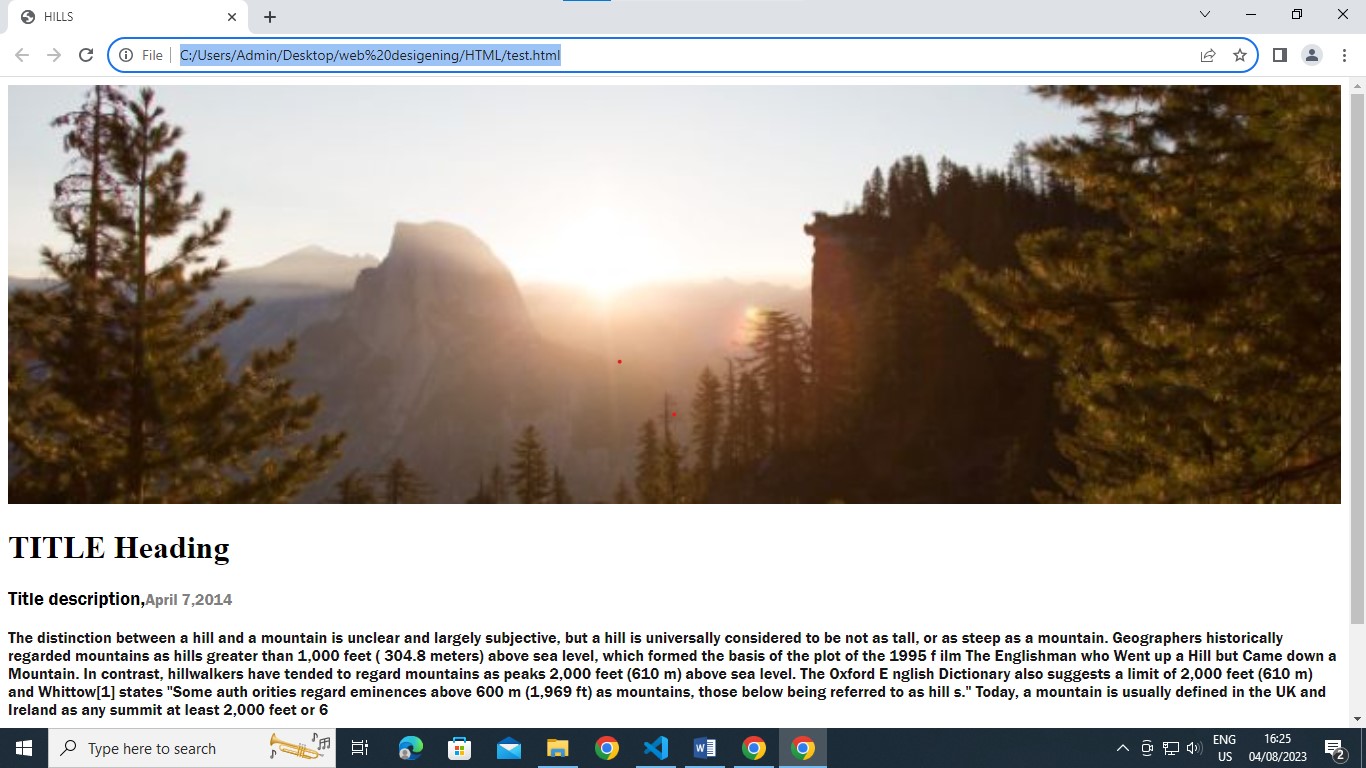 HILLS
File
C:/Users/Admin/Desktop/web%20desigening/HTML/test.html
TITLE Heading
Title description,April 7,2014
The distinction between a hill and a mountain is unclear and largely subjective, but a hill is universally considered to be not as tall, or as steep as a mountain. Geographers historically
regarded mountains as hills greater than 1,000 feet ( 304.8 meters) above sea level, which formed the basis of the plot of the 1995 f ilm The Englishman who Went up a Hill but Came down a
Mountain. In contrast, hillwalkers have tended to regard mountains as peaks 2,000 feet (610 m) above sea level. The Oxford E nglish Dictionary also suggests a limit of 2,000 feet (610 m)
and Whittow[1] states "Some auth orities regard eminences above 600 m (1,969 ft) as mountains, those below being referred to as hill s." Today, a mountain is usually defined in the UK and
Ireland as any summit at least 2,000 feet or 6
Type here to search
ENG
US
16:25
04/08/2023
2